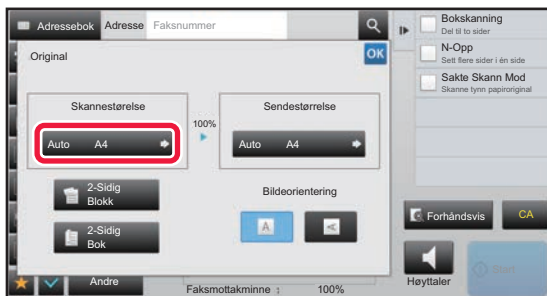 Adressebok Adresse Faksnummer
Original
OK
Skannestørelse
Auto A4
100%
Sendestørrelse
Auto A4
2-Sidig
Blokk
2-Sidig
Bok
Bildeorientering
A
A
Andre
Faksmottakminne : 100%
Bokskanning
Del til to sider
N-Opp
Sett flere sider i én side
Sakte Skann Mod
Skanne tynn papiroriginal
Forhåndsvis
CA
Høyttaler
Start